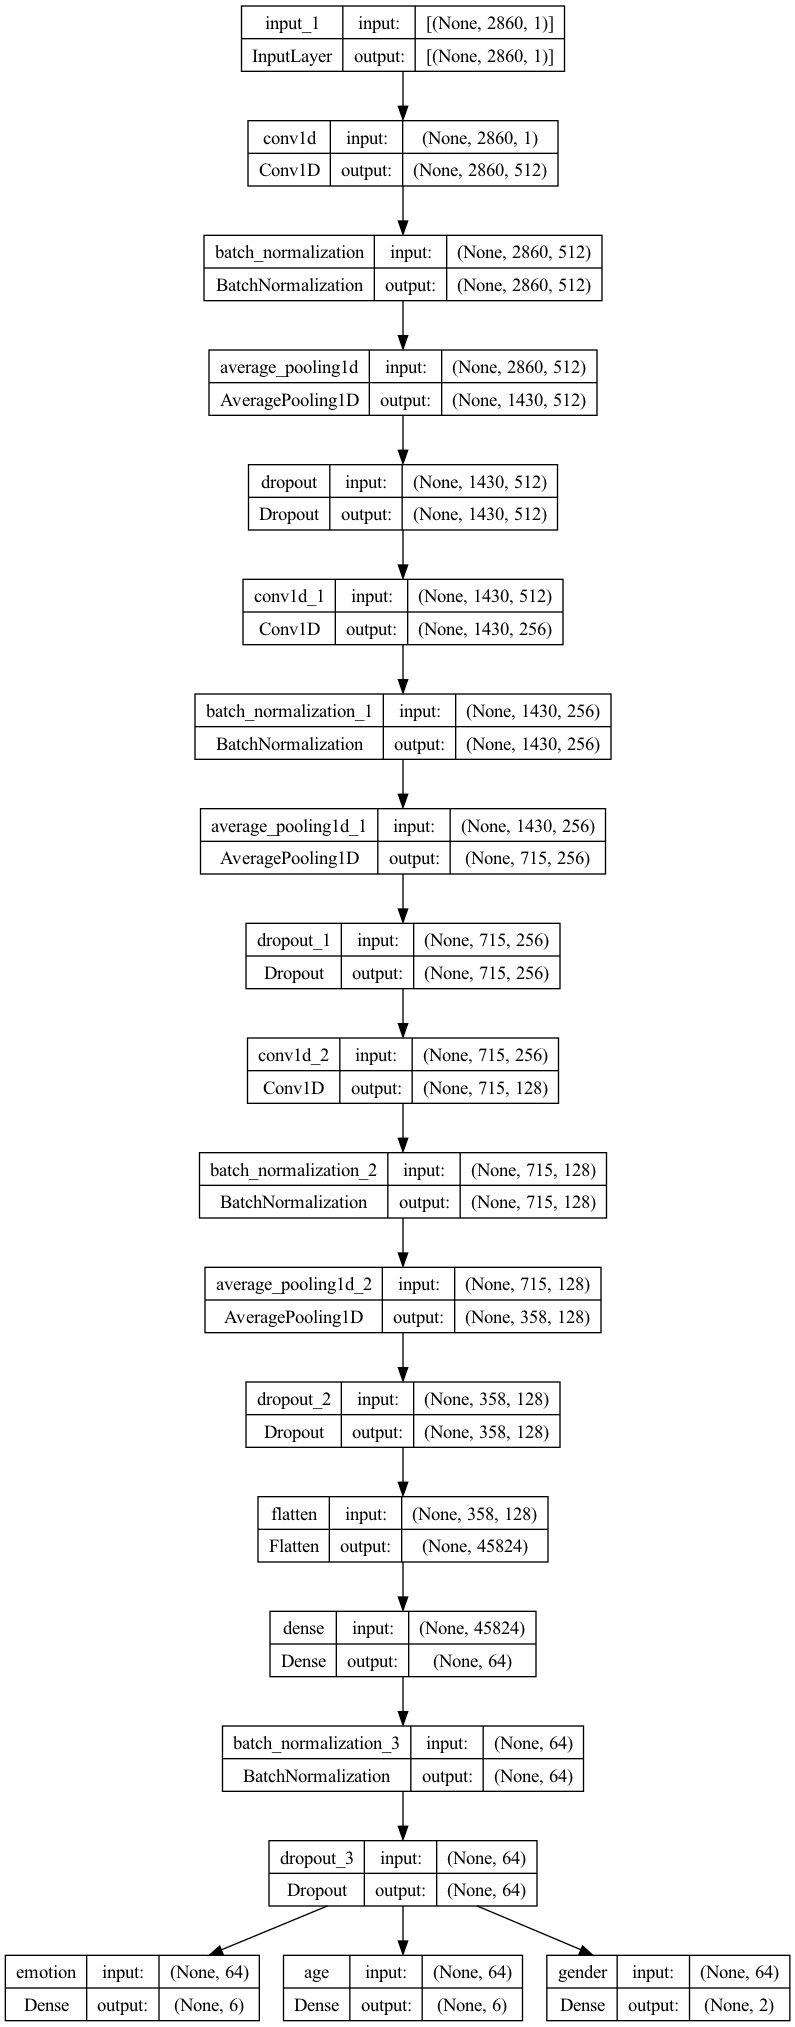 input_1 input: [(None, 2860, 1)]
InputLayer output: [(None, 2860, 1)]
conv1d input: (None, 2860, 1)
Conv1D output: (None, 2860, 512)
batch_normalization input: (None, 2860, 512)
BatchNormalization output: (None, 2860, 512)
average_pooling1d input: (None, 2860, 512)
AveragePooling1D output: (None, 1430, 512)
dropout input: (None, 1430, 512)
Dropout output: (None, 1430, 512)
conv1d_1 input: (None, 1430, 512)
Conv1D output: (None, 1430, 256)
batch_normalization_1 input: (None, 1430, 256)
BatchNormalization output: (None, 1430, 256)
average_pooling1d_1 input: (None, 1430, 256)
AveragePooling1D output: (None, 715, 256)
dropout_1 input: (None, 715, 256)
Dropout output: (None, 715, 256)
conv1d_2 input: (None, 715, 256)
Conv1D output: (None, 715, 128)
batch_normalization_2 input: (None, 715, 128)
BatchNormalization output: (None, 715, 128)
average_pooling1d_2 input: (None, 715, 128)
AveragePooling1D output: (None, 358, 128)
dropout_2 input: (None, 358, 128)
Dropout output: (None, 358, 128)
flatten input: (None, 358, 128)
Flatten output: (None, 45824)
dense input: (None, 45824)
Dense output: (None, 64)
batch_normalization_3 input: (None, 64)
BatchNormalization output: (None, 64)
dropout_3 input: (None, 64)
Dropout output: (None, 64)
emotion input: (None, 64)
Dense output: (None, 6)
age input: (None, 64)
Dense output: (None, 6)
gender input: (None, 64)
Dense output: (None, 2)